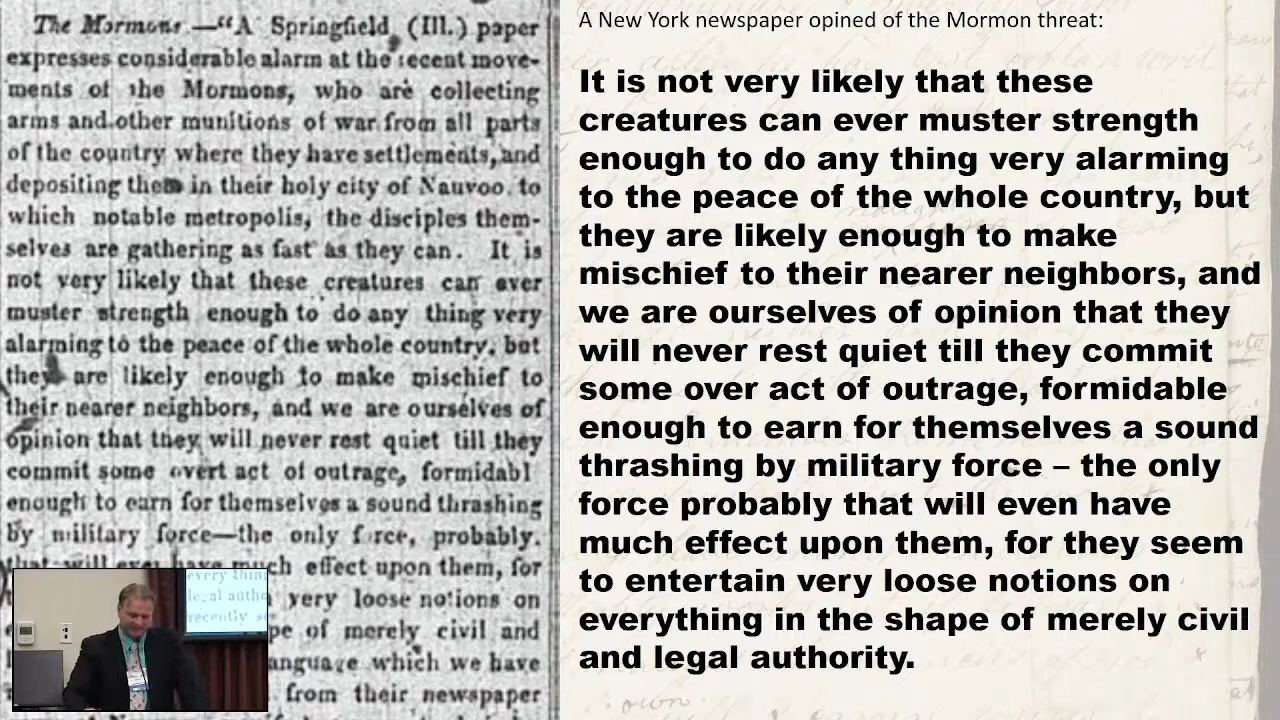 The Mormons —"A Springfield, (Ill.) paper
expresses considerable alarm at the recent move-
ments of the Mormons, who are collecting
arms and other munitions of war from all parts
of the country where they have settlements, and
depositing them in their holy city of Nauvoo. to
which notable metropolis, the disciples them-
selves are gathering as fast as they can. It is
not very likely that these creatures can ever
muster strength enough to do any thing very
alarming to the peace of the whole country, but
they are likely enough to make mischief to
their nearer neighbors, and we are ourselves of
opinion that they will never rest quiet till they
commit some overt act of outrage, formidabl
enough to earn for themselves a sound thrashing
by military force—the only force, probably.
that will ever effect upon them, for
very loose notions on
of merely civil and
language which we have
from their newspaper
A New York newspaper opined of the Mormon threat:
It is not very likely that these
creatures can ever muster strength
enough to do any thing very alarming
to the peace of the whole country, but
they are likely enough to make
mischief to their nearer neighbors, and
we are ourselves of opinion that they
will never rest quiet till they commit
some over act of outrage, formidable
enough to earn for themselves a sound
thrashing by military force – the only
force probably that will even have
much effect upon them, for they seem
to entertain very loose notions on
everything in the shape of merely civil
and legal authority.
every thing
legal autho
recently se